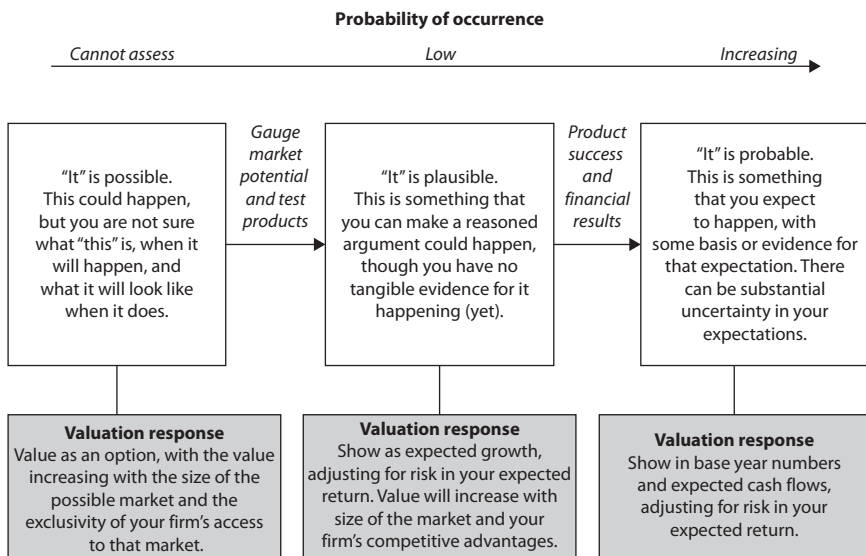 Probability of occurrence
Cannot assess
Low
Increasing
“It” is possible.
This could happen,
but you are not sure
what “this” is, when it
will happen, and
what it will look like
when it does.
Gauge
market
potential
and test
products
“It” is plausible.
This is something that
you can make a reasoned
argument could happen,
though you have no
tangible evidence for it
happening (yet).
Product
success
and
financial
results
“It” is probable.
This is something
that you expect
to happen, with
some basis or evidence for
that expectation. There
can be substantial
uncertainty in your
expectations.
Valuation response
Value as an option, with the value
increasing with the size of the
possible market and the
exclusivity of your firm’s access
to that market.
Valuation response
Show as expected growth,
adjusting for risk in your expected
return. Value will increase with
size of the market and your
firm’s competitive advantages.
Valuation response
Show in base year numbers
and expected cash flows,
adjusting for risk in your
expected return.